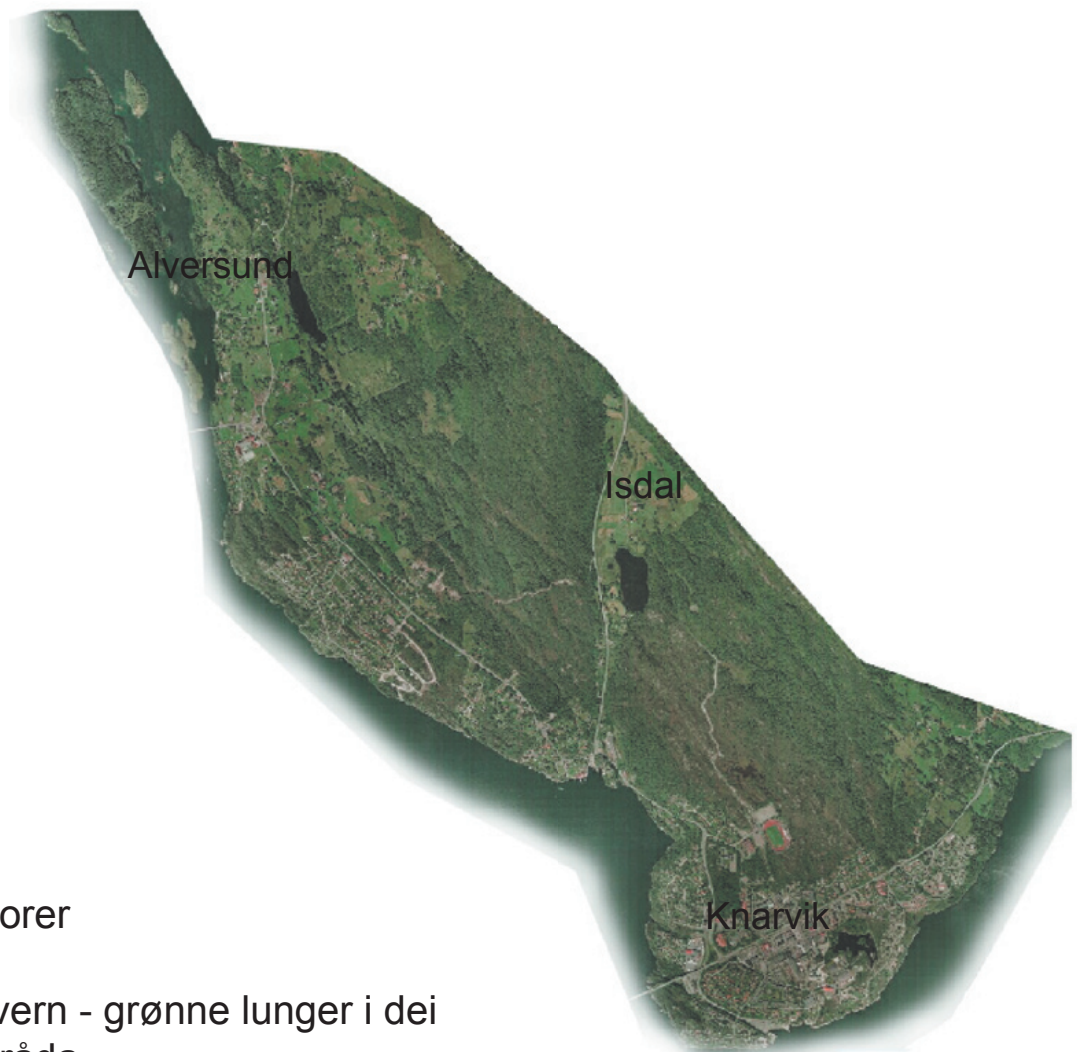 Alversund
Isdal
Knarvik
orer
vern - grønne lunger i dei